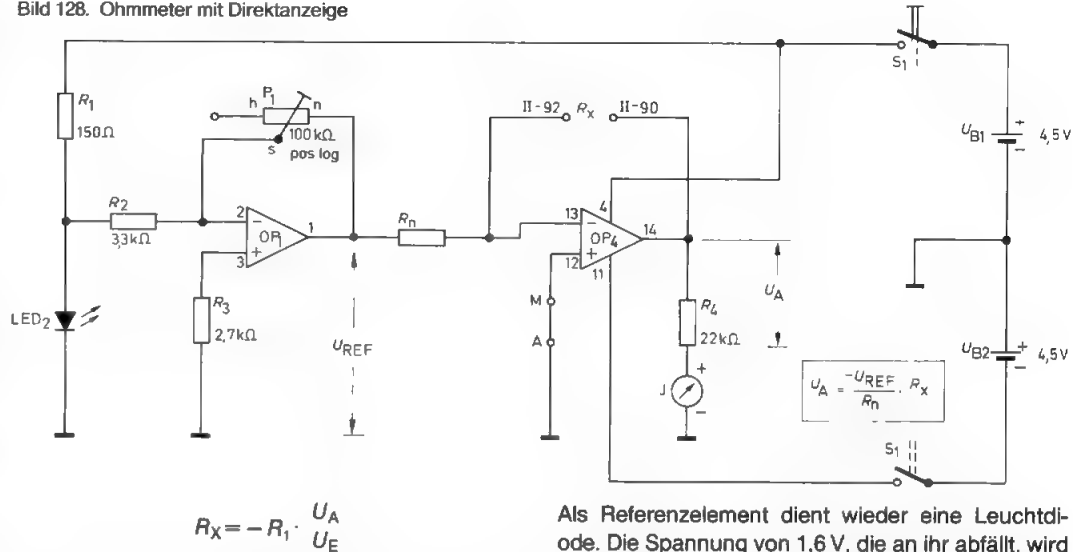 Bild 128. Ohmmeter mit Direktanzeige
S1
R1
150Ω
h P1 n
100 kΩ
s pos log
II-92 Rx II-90
UB1 + 4,5V
−
R2
3,3kΩ
2 −
OP1 1
+
3
Rn
13 − 4
OP4 14
12 + 11
LED2
R3
2,7kΩ
UREF
M
A
R4
22kΩ
UA
UB2 + 4,5V
−
J +
−
UA = −UREF / Rn · Rx
S1
RX = − R1 · UA / UE
Als Referenzelement dient wieder eine Leuchtdi-
ode. Die Spannung von 1,6 V, die an ihr abfällt, wird